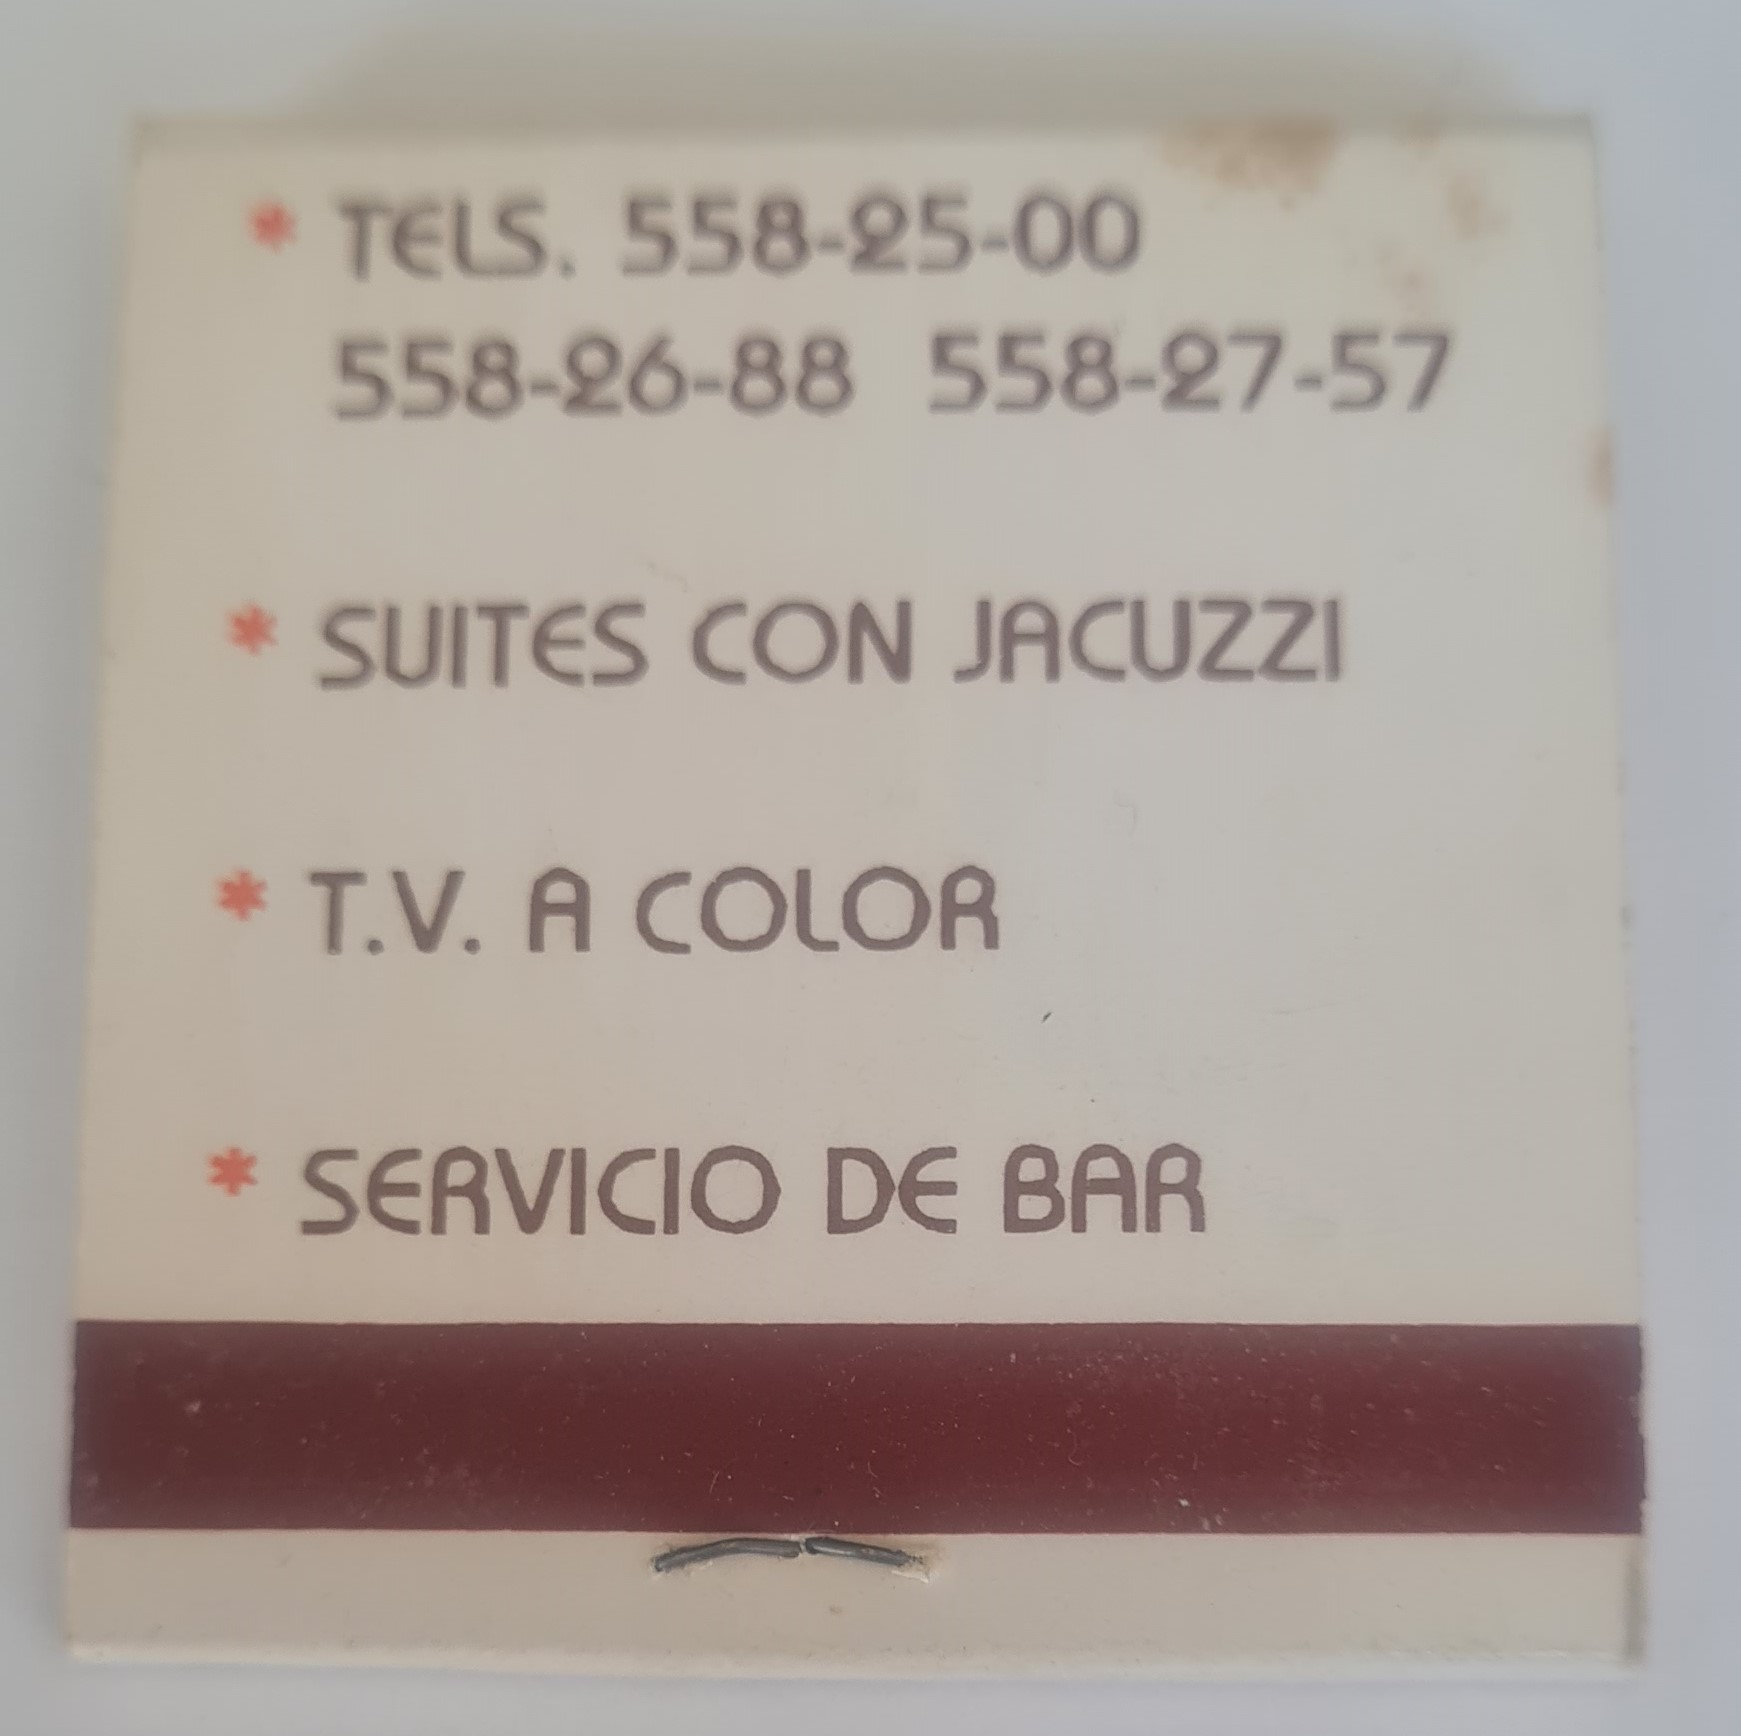 * TELS. 558-25-00
558-26-88 558-27-57
* SUITES CON JACUZZI
* T.V. A COLOR
* SERVICIO DE BAR